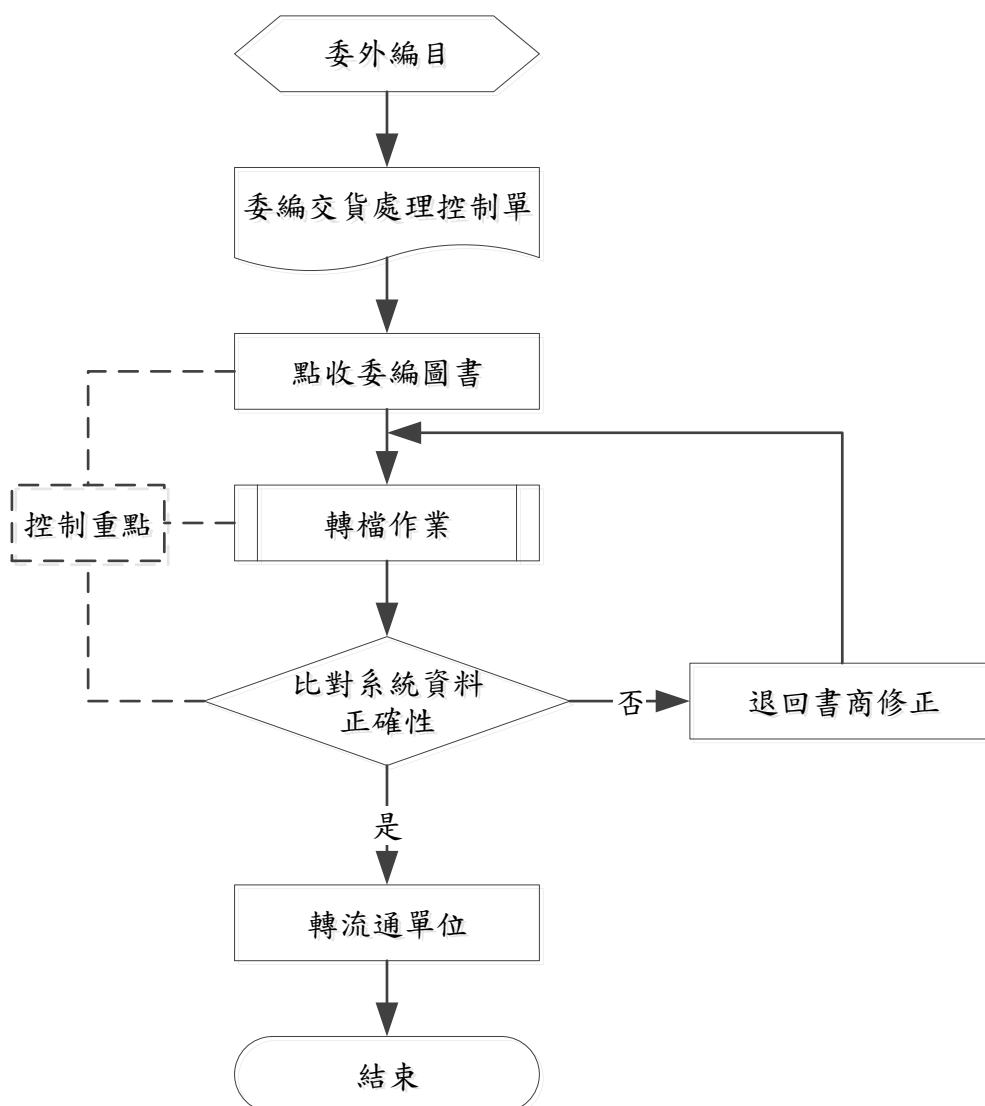 委外編目
委編交貨處理控制單
點收委編圖書
控制重點
轉檔作業
比對系統資料
正確性
否
退回書商修正
是
轉流通單位
結束